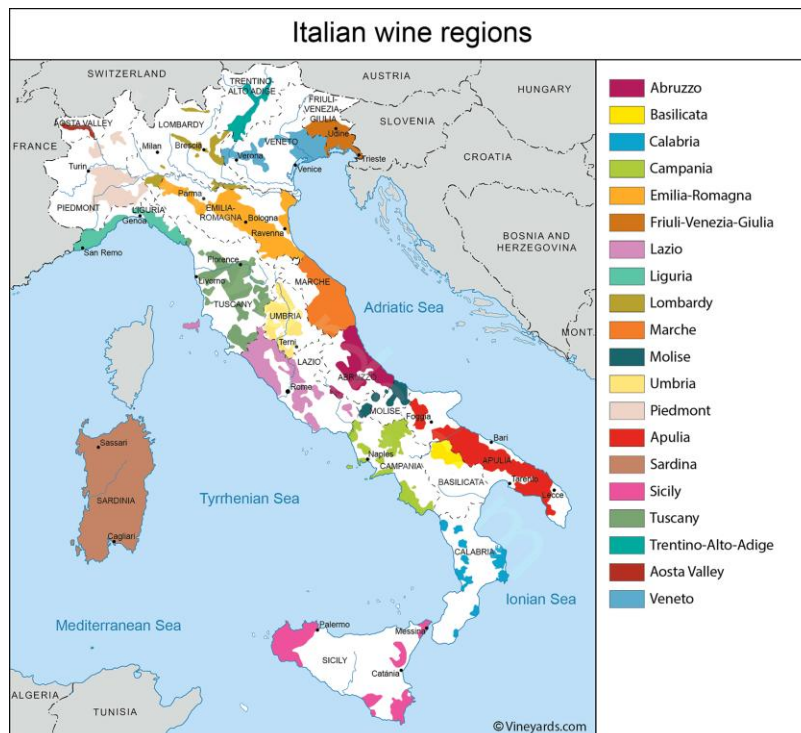 Italian wine regions
SWITZERLAND
AUSTRIA
HUNGARY
SLOVENIA
CROATIA
FRANCE
BOSNIA AND
HERZEGOVINA
MONT.
ALGERIA
TUNISIA
TRENTINO-
ALTO ADIGE
FRIULI-
VENEZIA-
GIULIA
AOSTA VALLEY
LOMBARDY
VENETO
Udine
Trieste
Milan
Brescia
Verona
Venice
Turin
PIEDMONT
Parma
EMILIA-
ROMAGNA
Bologna
Ravenne
LIGURIA
Genoa
San Remo
Florence
Livorno
TUSCANY
MARCHE
UMBRIA
Terni
LAZIO
Rome
ABRUZZO
MOLISE
Foggia
Naples
CAMPANIA
Bari
APULIA
BASILICATA
Tarento
Lecce
CALABRIA
Sassari
SARDINIA
Cagliari
Palermo
Messina
SICILY
Catania
Adriatic Sea
Tyrrhenian Sea
Ionian Sea
Mediterranean Sea
Abruzzo
Basilicata
Calabria
Campania
Emilia-Romagna
Friuli-Venezia-Giulia
Lazio
Liguria
Lombardy
Marche
Molise
Umbria
Piedmont
Apulia
Sardina
Sicily
Tuscany
Trentino-Alto-Adige
Aosta Valley
Veneto
© Vineyards.com